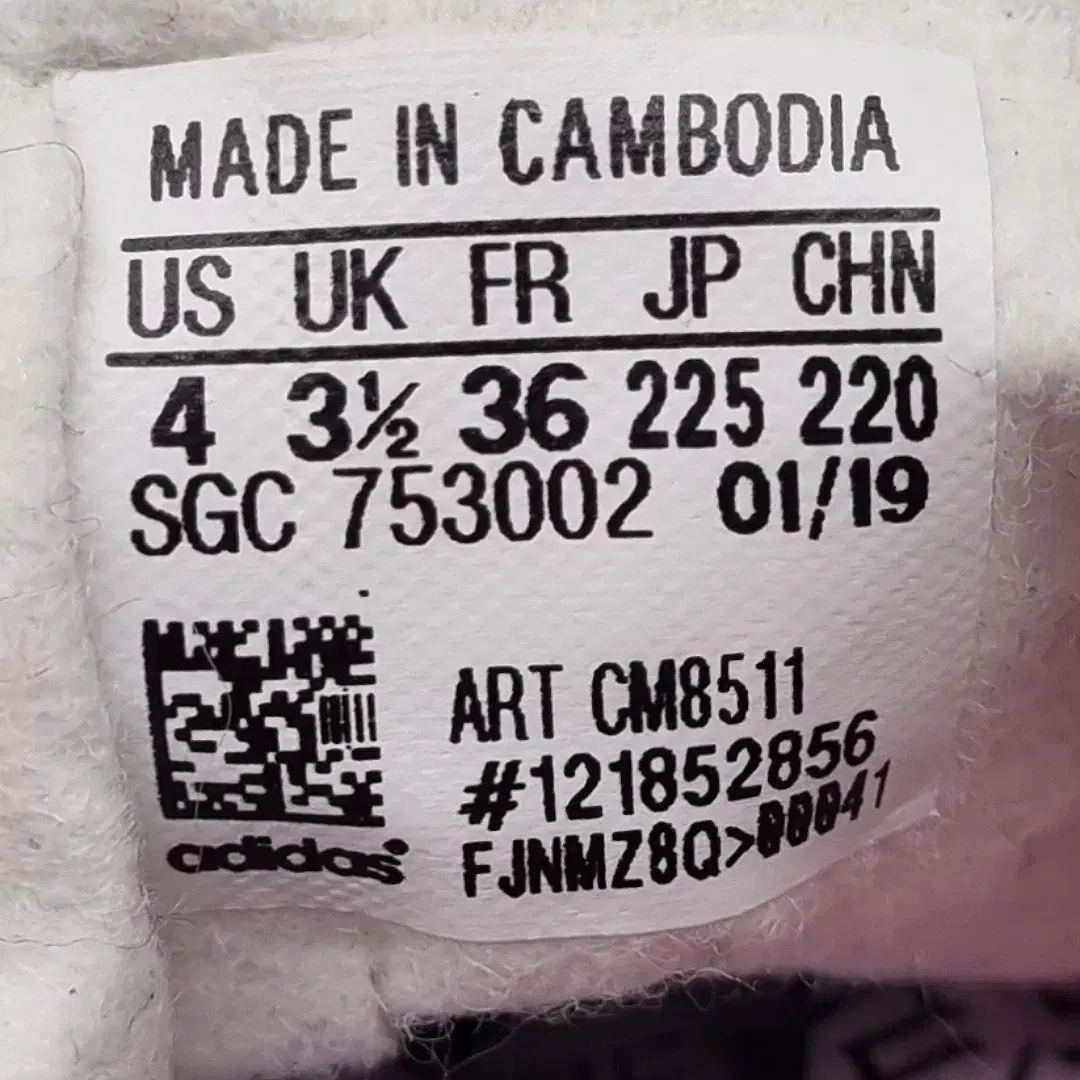 MADE IN CAMBODIA
US UK FR JP CHN
4 3½ 36 225 220
SGC 753002 01/19
ART CM8511
#121852856
FJNMZ8Q>00041
adidas